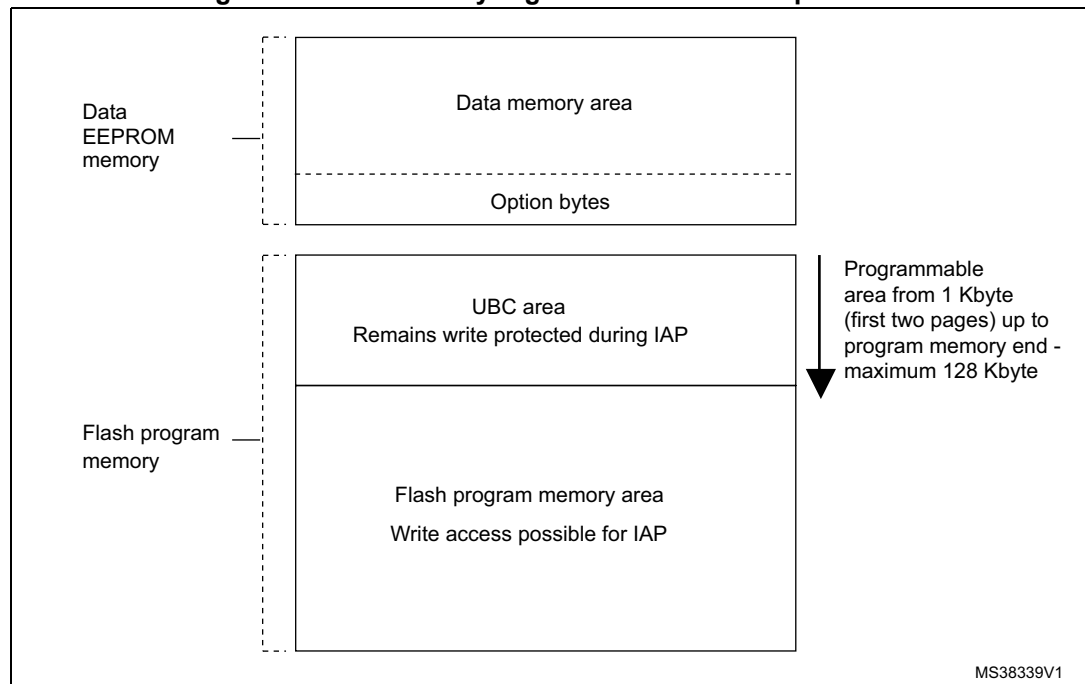 Data memory area
Data
EEPROM
memory
Option bytes
Programmable
area from 1 Kbyte
(first two pages) up to
program memory end -
maximum 128 Kbyte
UBC area
Remains write protected during IAP
Flash program
memory
Flash program memory area
Write access possible for IAP
MS38339V1